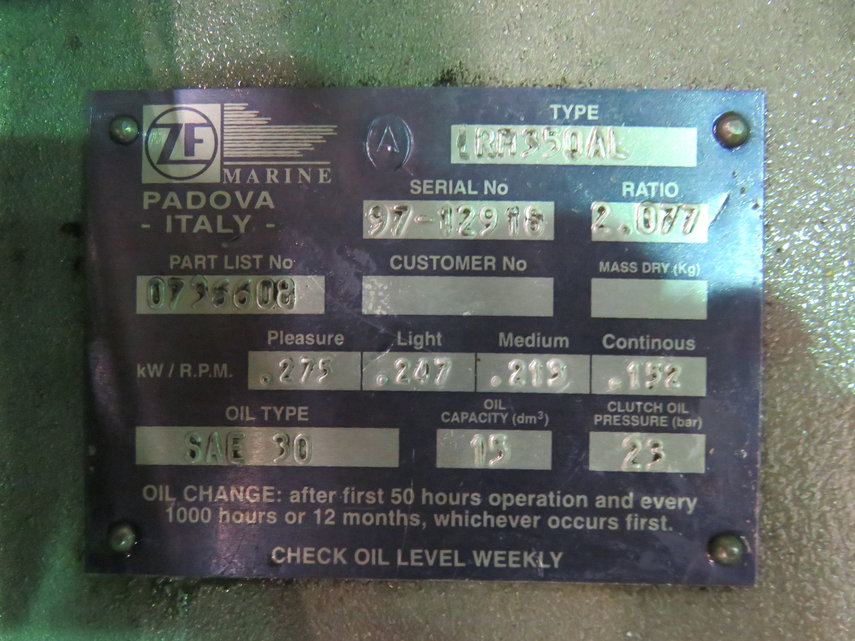 ZF
MARINE
PADOVA
- ITALY -
A
TYPE
IRM350AL
SERIAL No
97-12918
RATIO
2.077
PART LIST No
0736608
CUSTOMER No
MASS DRY (Kg)
Pleasure Light Medium Continous
kW / R.P.M. .275 .247 .219 .152
OIL TYPE
SAE 30
OIL
CAPACITY (dm³)
15
CLUTCH OIL
PRESSURE (bar)
23
OIL CHANGE: after first 50 hours operation and every
1000 hours or 12 months, whichever occurs first.
CHECK OIL LEVEL WEEKLY